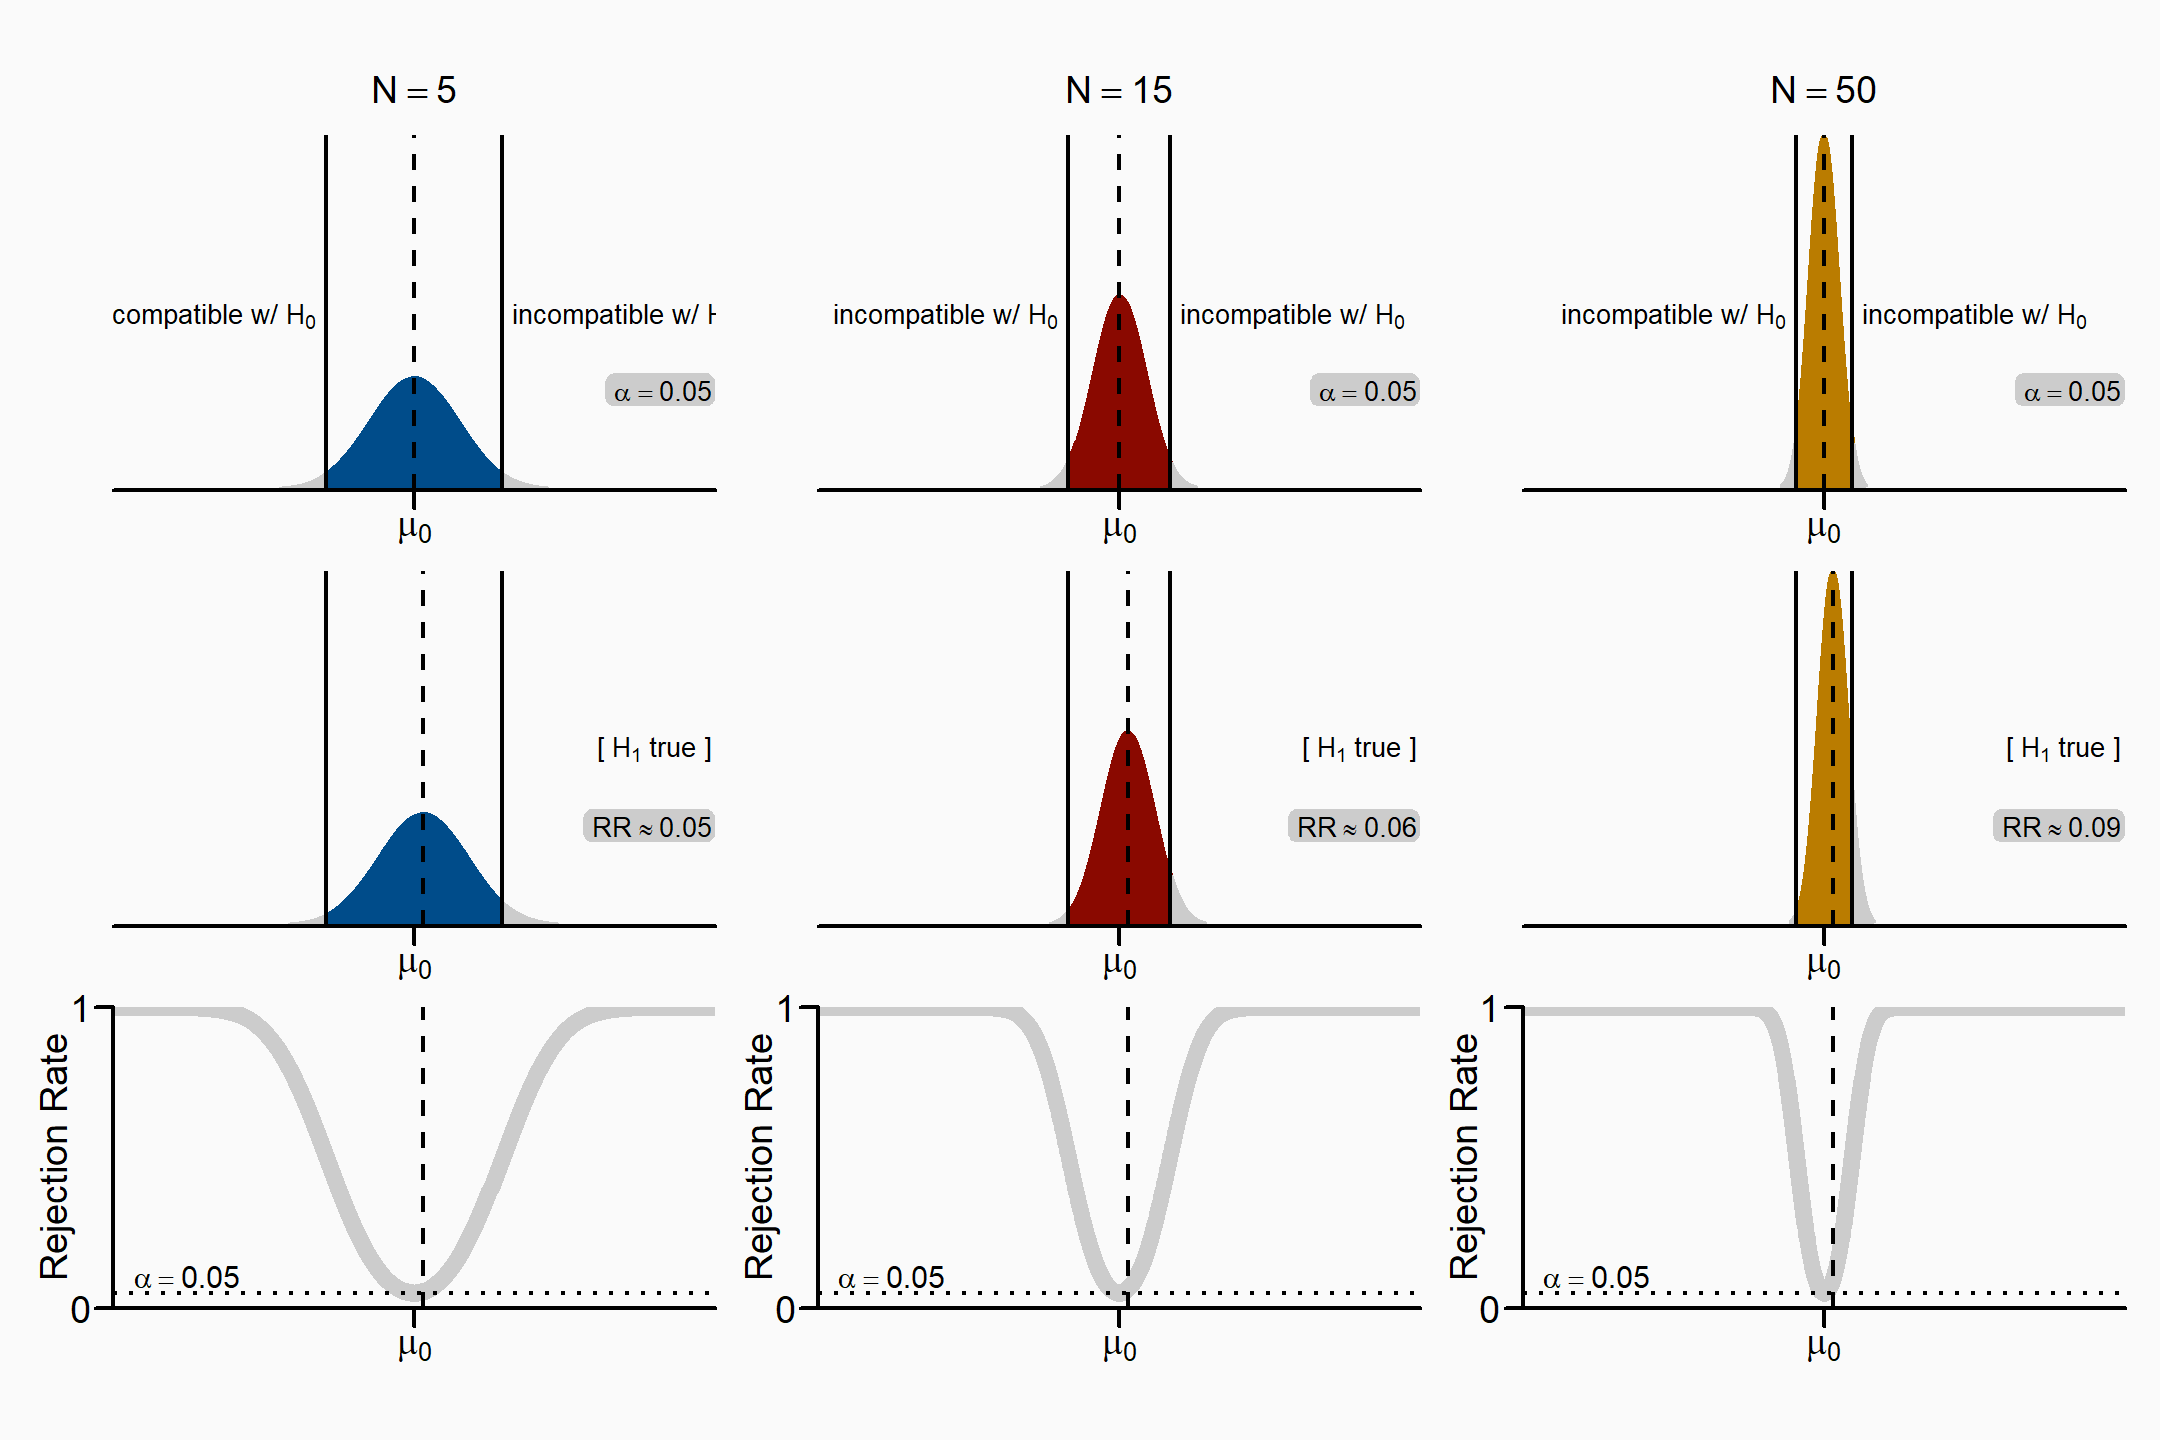 N = 5
N = 15
N = 50
compatible w/ H₀
incompatible w/ H
incompatible w/ H₀
incompatible w/ H₀
incompatible w/ H₀
incompatible w/ H₀
α = 0.05
α = 0.05
α = 0.05
μ₀
μ₀
μ₀
[ H₁ true ]
[ H₁ true ]
[ H₁ true ]
RR ≈ 0.05
RR ≈ 0.06
RR ≈ 0.09
μ₀
μ₀
μ₀
Rejection Rate
1
0
α = 0.05
μ₀
Rejection Rate
1
0
α = 0.05
μ₀
Rejection Rate
1
0
α = 0.05
μ₀